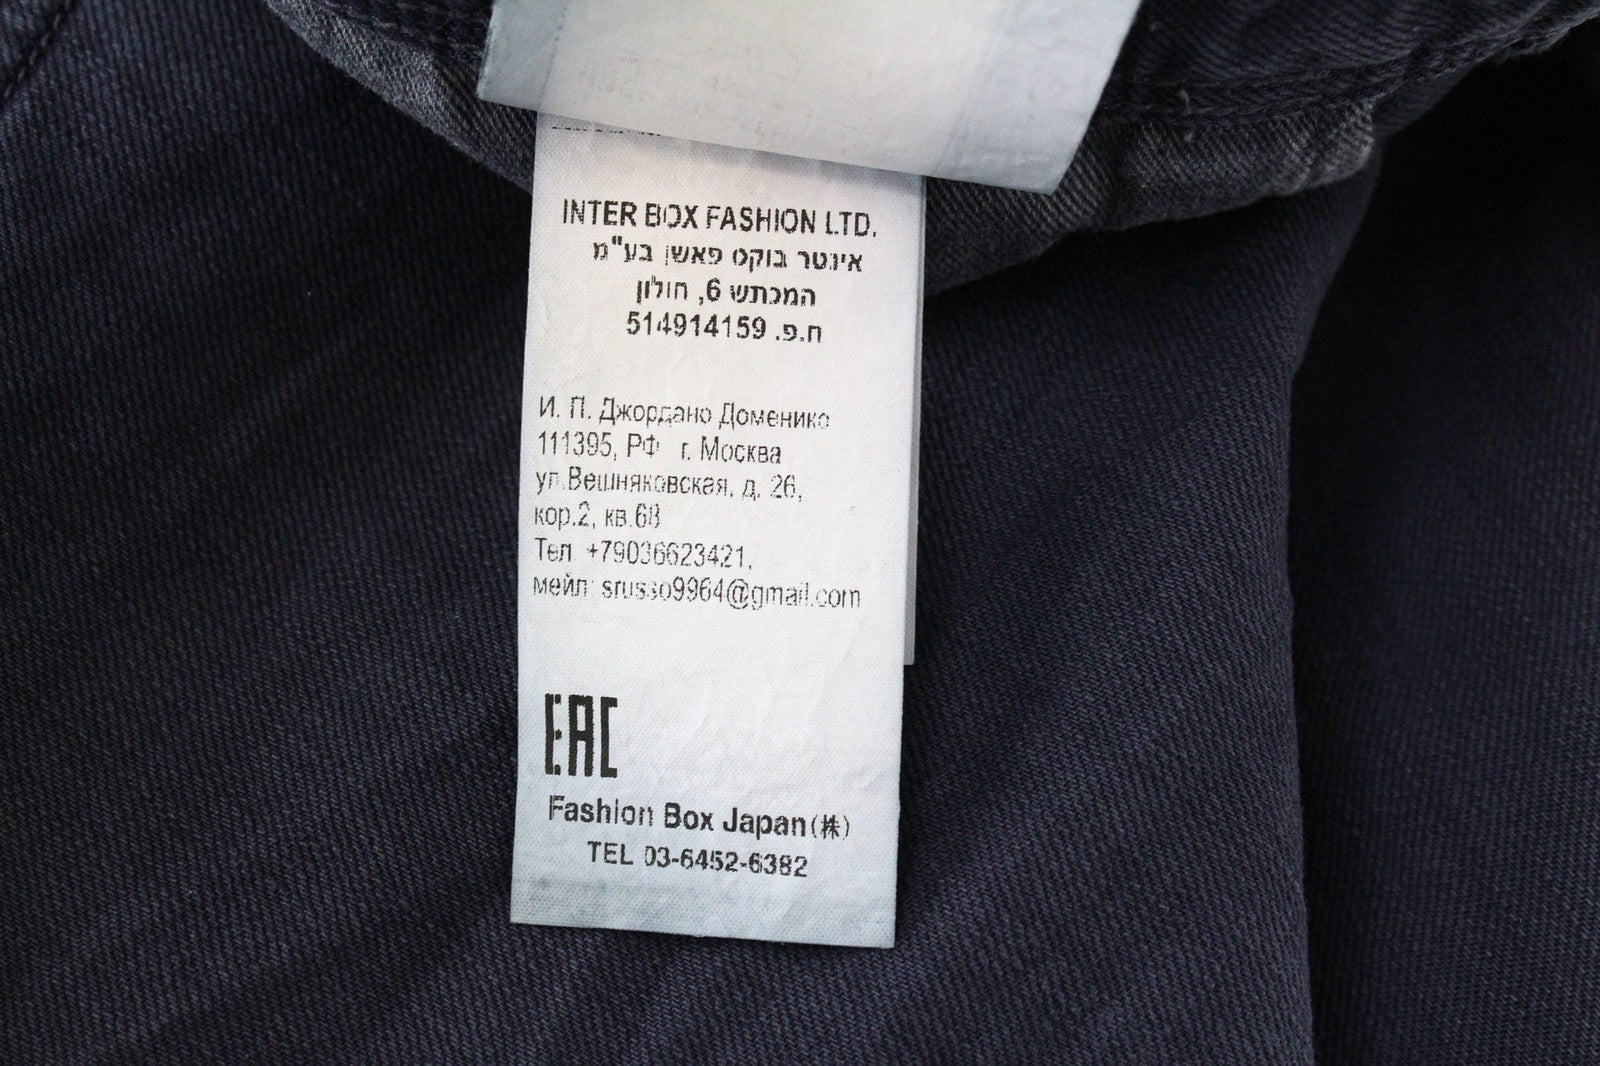 INTER BOX FASHION LTD.
אינטר בוקס פאשן בע"מ
המכתש 6, חולון
ח.פ. 514914159
И. П. Джордано Доменико
111395, РФ г. Москва
ул.Вешняковская, д. 26,
кор.2, кв.68
Тел +79036623421,
мейл: srusso9964@gmail.com
EAC
Fashion Box Japan(株)
TEL 03-6452-6382